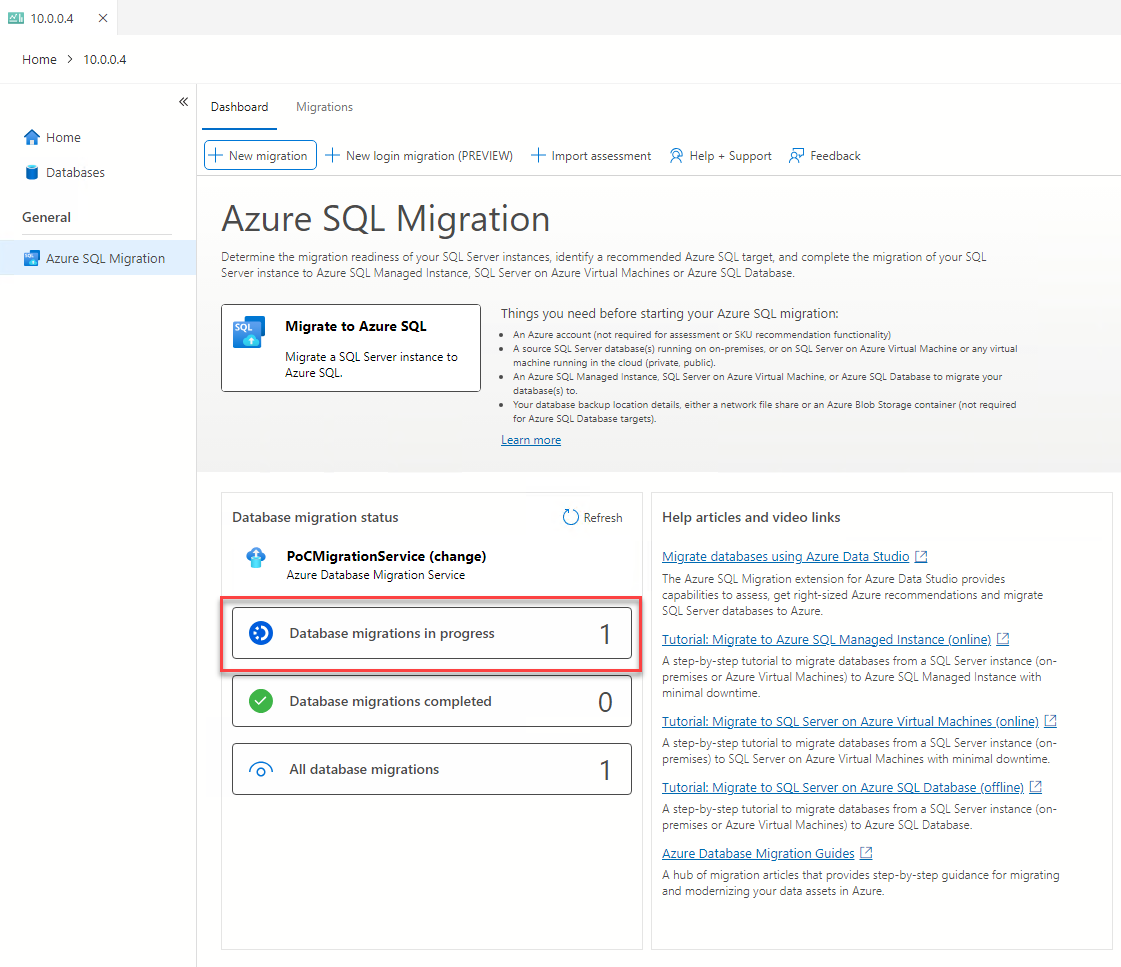 10.0.0.4
Home > 10.0.0.4
Home
Databases
General
Azure SQL Migration
Dashboard
Migrations
New migration
New login migration (PREVIEW)
Import assessment
Help + Support
Feedback
Azure SQL Migration
Determine the migration readiness of your SQL Server instances, identify a recommended Azure SQL target, and complete the migration of your SQL
Server instance to Azure SQL Managed Instance, SQL Server on Azure Virtual Machines or Azure SQL Database.
SQL
Migrate to Azure SQL
Migrate a SQL Server instance to
Azure SQL.
Things you need before starting your Azure SQL migration:
• An Azure account (not required for assessment or SKU recommendation functionality)
• A source SQL Server database(s) running on on-premises, or on SQL Server on Azure Virtual Machine or any virtual
machine running in the cloud (private, public).
• An Azure SQL Managed Instance, SQL Server on Azure Virtual Machine, or Azure SQL Database to migrate your
database(s) to.
• Your database backup location details, either a network file share or an Azure Blob Storage container (not required
for Azure SQL Database targets).
Learn more
Database migration status
Refresh
PoCMigrationService (change)
Azure Database Migration Service
Database migrations in progress 1
Database migrations completed 0
All database migrations 1
Help articles and video links
Migrate databases using Azure Data Studio
The Azure SQL Migration extension for Azure Data Studio provides
capabilities to assess, get right-sized Azure recommendations and migrate
SQL Server databases to Azure.
Tutorial: Migrate to Azure SQL Managed Instance (online)
A step-by-step tutorial to migrate databases from a SQL Server instance (on-
premises or Azure Virtual Machines) to Azure SQL Managed Instance with
minimal downtime.
Tutorial: Migrate to SQL Server on Azure Virtual Machines (online)
A step-by-step tutorial to migrate databases from a SQL Server instance (on-
premises) to SQL Server on Azure Virtual Machines with minimal downtime.
Tutorial: Migrate to SQL Server on Azure SQL Database (offline)
A step-by-step tutorial to migrate databases from a SQL Server instance (on-
premises or Azure Virtual Machines) to Azure SQL Database.
Azure Database Migration Guides
A hub of migration articles that provides step-by-step guidance for migrating
and modernizing your data assets in Azure.